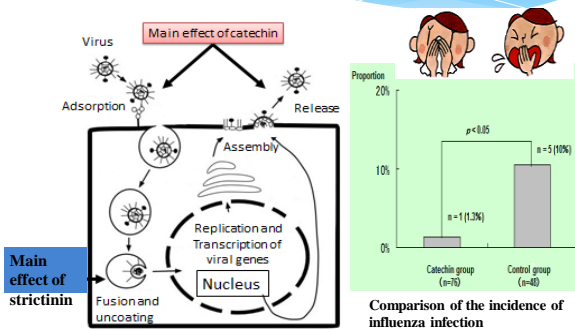 Main effect of catechin
Virus
Adsorption
Release
Assembly
Replication and
Transcription of
viral genes
Nucleus
Main
effect of
strictinin
Fusion and
uncoating
Proportion
20%
10%
0%
p<0.05
n = 5 (10%)
n = 1 (1.3%)
Catechin group
(n=76)
Control group
(n=48)
Comparison of the incidence of
influenza infection